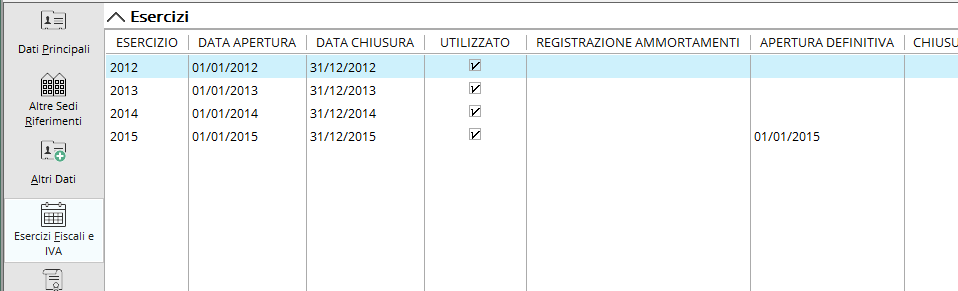 Esercizi
Dati Principali
Altre Sedi
Riferimenti
Altri Dati
Esercizi Fiscali e
IVA
ESERCIZIO DATA APERTURA DATA CHIUSURA UTILIZZATO REGISTRAZIONE AMMORTAMENTI APERTURA DEFINITIVA CHIUSU
2012 01/01/2012 31/12/2012
2013 01/01/2013 31/12/2013
2014 01/01/2014 31/12/2014
2015 01/01/2015 31/12/2015 01/01/2015